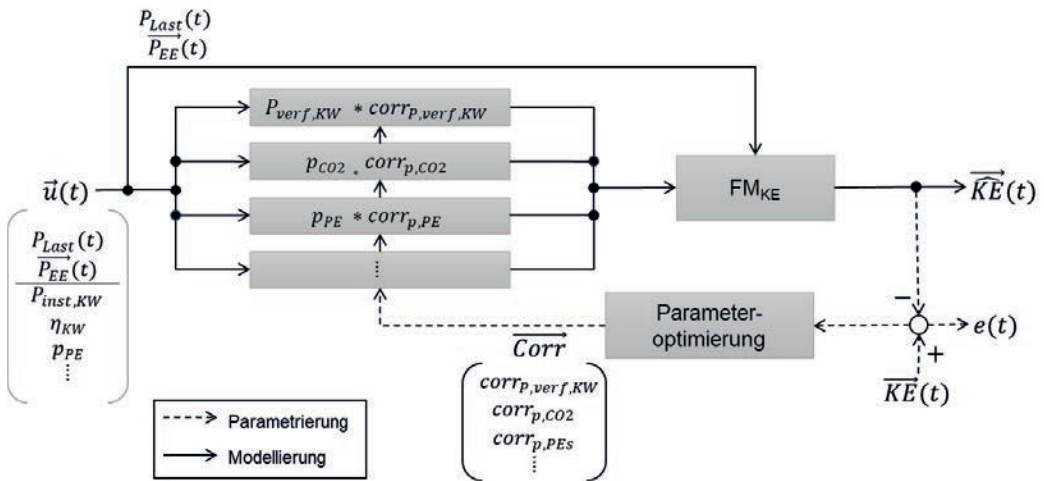 P_Last(t)
P_EE(t)
P_verf,KW * corr_P,verf,KW
p_CO2 * corr_p,CO2
p_PE * corr_p,PE
⋮
FM_KE
K̂E(t)
u(t)
P_Last(t)
P_EE(t)
P_inst,KW
η_KW
p_PE
⋮
Parameter-
optimierung
−
e(t)
+
KE(t)
Corr
corr_P,verf,KW
corr_p,CO2
corr_p,PEs
⋮
Parametrierung
Modellierung